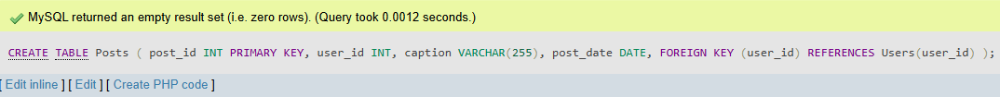 MySQL returned an empty result set (i.e. zero rows). (Query took 0.0012 seconds.)
CREATE TABLE Posts ( post_id INT PRIMARY KEY, user_id INT, caption VARCHAR(255), post_date DATE, FOREIGN KEY (user_id) REFERENCES Users(user_id) );
[ Edit inline ] [ Edit ] [ Create PHP code ]